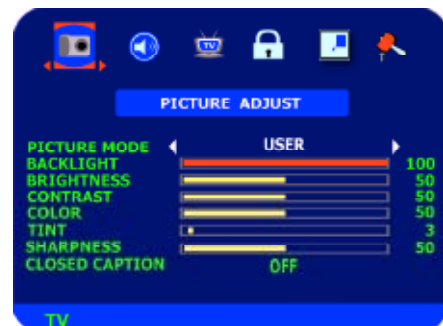 TV
PICTURE ADJUST
PICTURE MODE USER
BACKLIGHT 100
BRIGHTNESS 50
CONTRAST 50
COLOR 50
TINT 3
SHARPNESS 50
CLOSED CAPTION OFF
TV